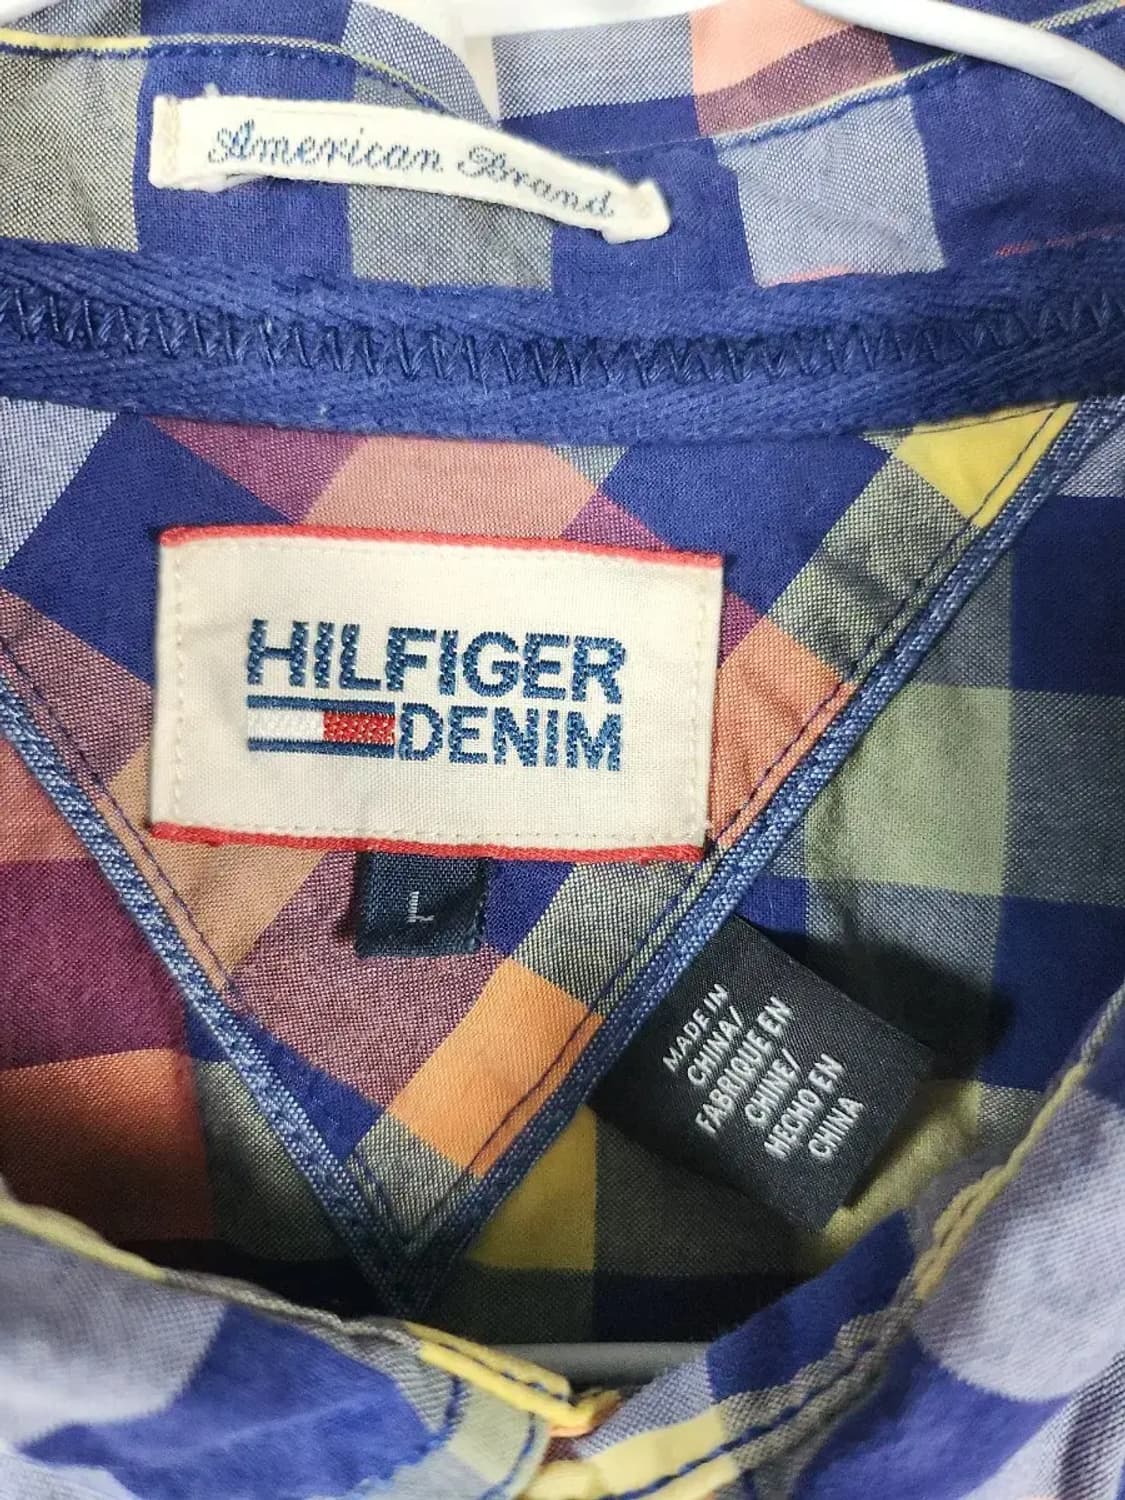 American Brand
HILFIGER
DENIM
L
MADE IN
CHINA/
FABRIQUE EN
CHINE/
HECHO EN
CHINA